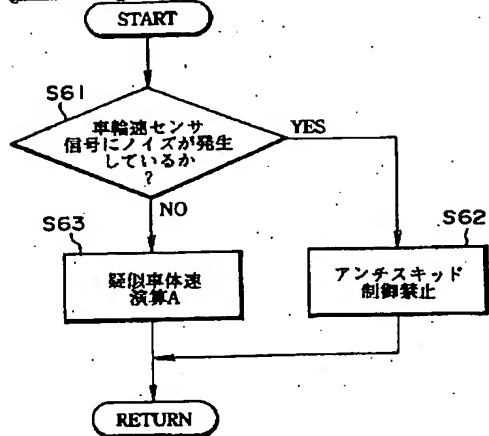 START
S61
車輪速センサ
信号にノイズが発生
しているか
?
YES
NO
S63
疑似車体速
演算A
S62
アンチスキッド
制御禁止
RETURN